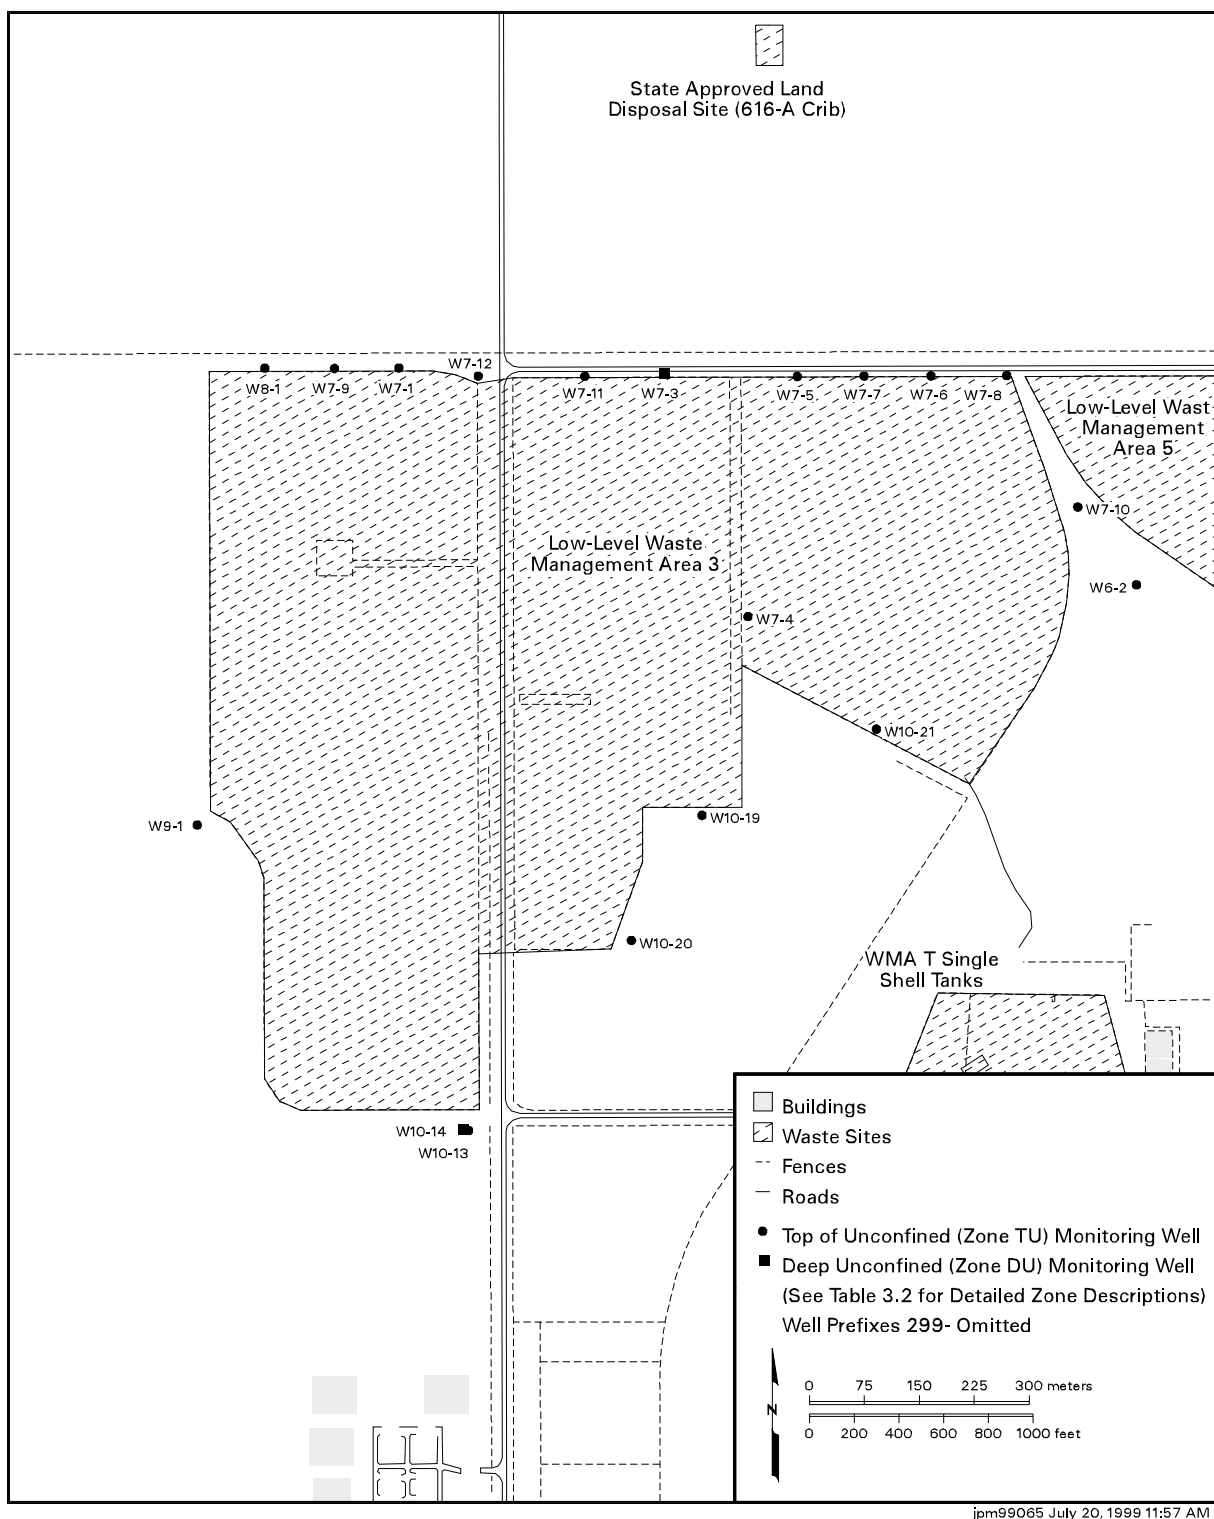 State Approved Land
Disposal Site (616-A Crib)
W7-12
W8-1
W7-9
W7-1
W7-11
W7-3
W7-5
W7-7
W7-6
W7-8
Low-Level Wast
Management
Area 5
W7-10
Low-Level Waste
Management Area 3
W6-2
W7-4
W10-21
W9-1
W10-19
W10-20
WMA T Single
Shell Tanks
W10-14
W10-13
Buildings
Waste Sites
Fences
Roads
Top of Unconfined (Zone TU) Monitoring Well
Deep Unconfined (Zone DU) Monitoring Well
(See Table 3.2 for Detailed Zone Descriptions)
Well Prefixes 299- Omitted
N
0 75 150 225 300 meters
0 200 400 600 800 1000 feet
jpm99065 July 20, 1999 11:57 AM